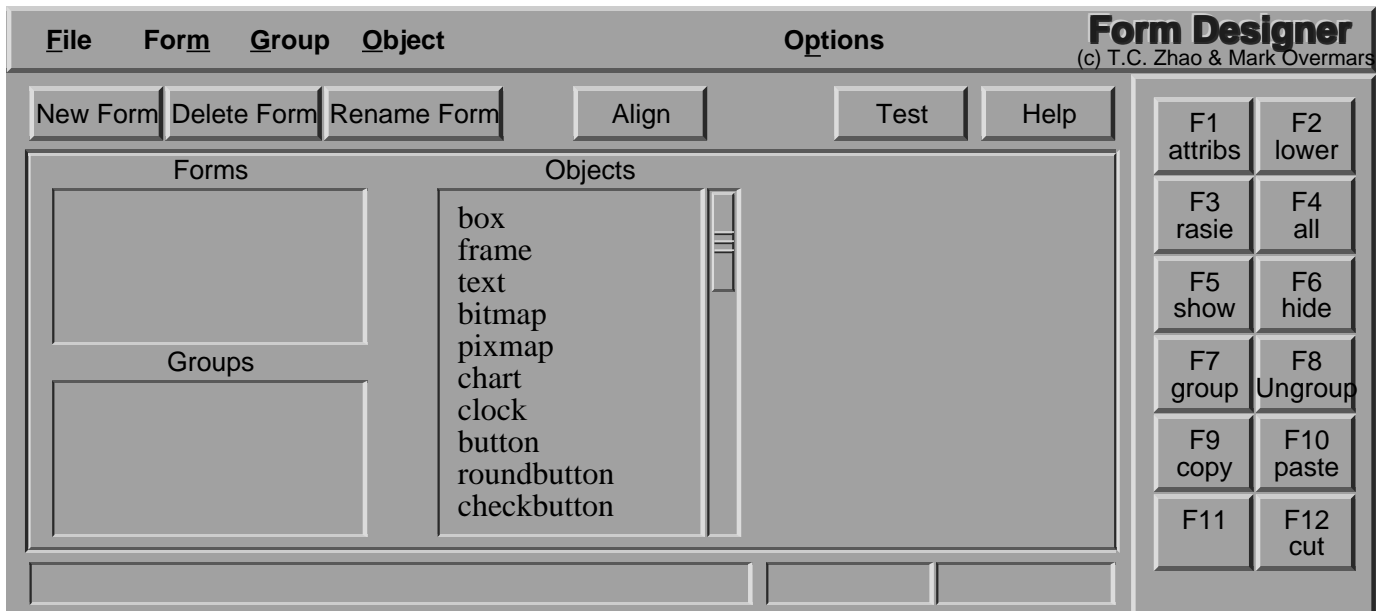 File Form Group Object Options Form Designer
(c) T.C. Zhao & Mark Overmars
New Form Delete Form Rename Form Align Test Help
Forms
Objects
box
frame
text
bitmap
pixmap
chart
clock
button
roundbutton
checkbutton
Groups
F1
attribs
F2
lower
F3
rasie
F4
all
F5
show
F6
hide
F7
group
F8
Ungroup
F9
copy
F10
paste
F11
F12
cut